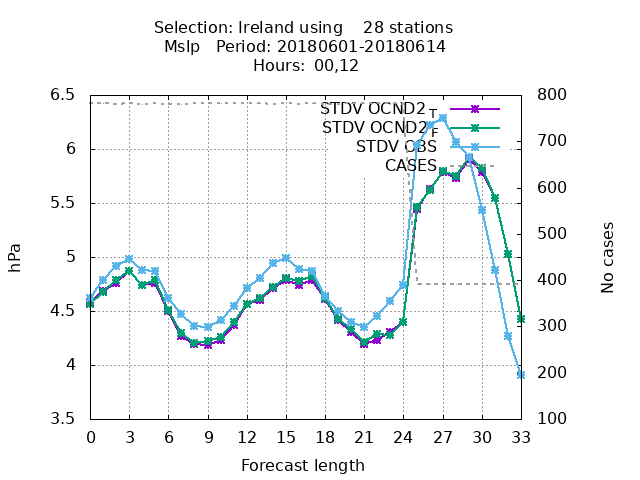 Selection: Ireland using    28 stations
Mslp   Period: 20180601-20180614
Hours:  00,12
STDV OCND2 T
STDV OCND2 F
STDV OBS
CASES
hPa
No cases
6.5
6
5.5
5
4.5
4
3.5
800
700
600
500
400
300
200
100
0 3 6 9 12 15 18 21 24 27 30 33
Forecast length